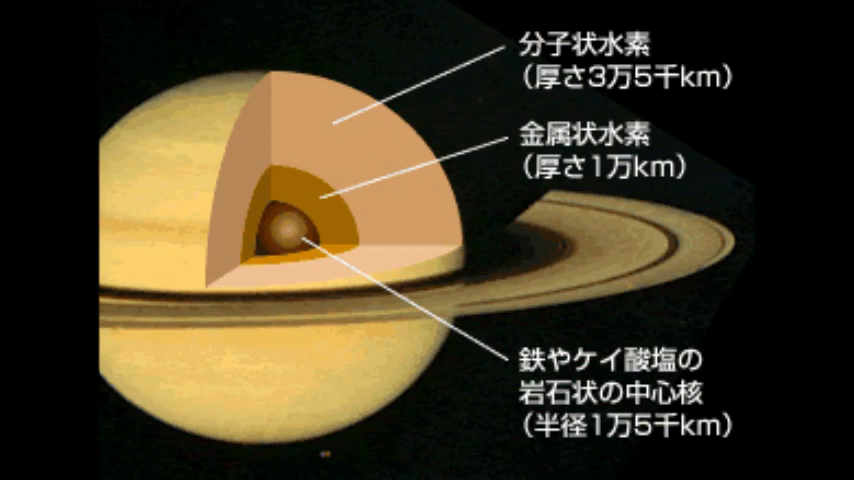 分子状水素
（厚さ3万5千km）
金属状水素
（厚さ1万km）
鉄やケイ酸塩の
岩石状の中心核
（半径1万5千km）